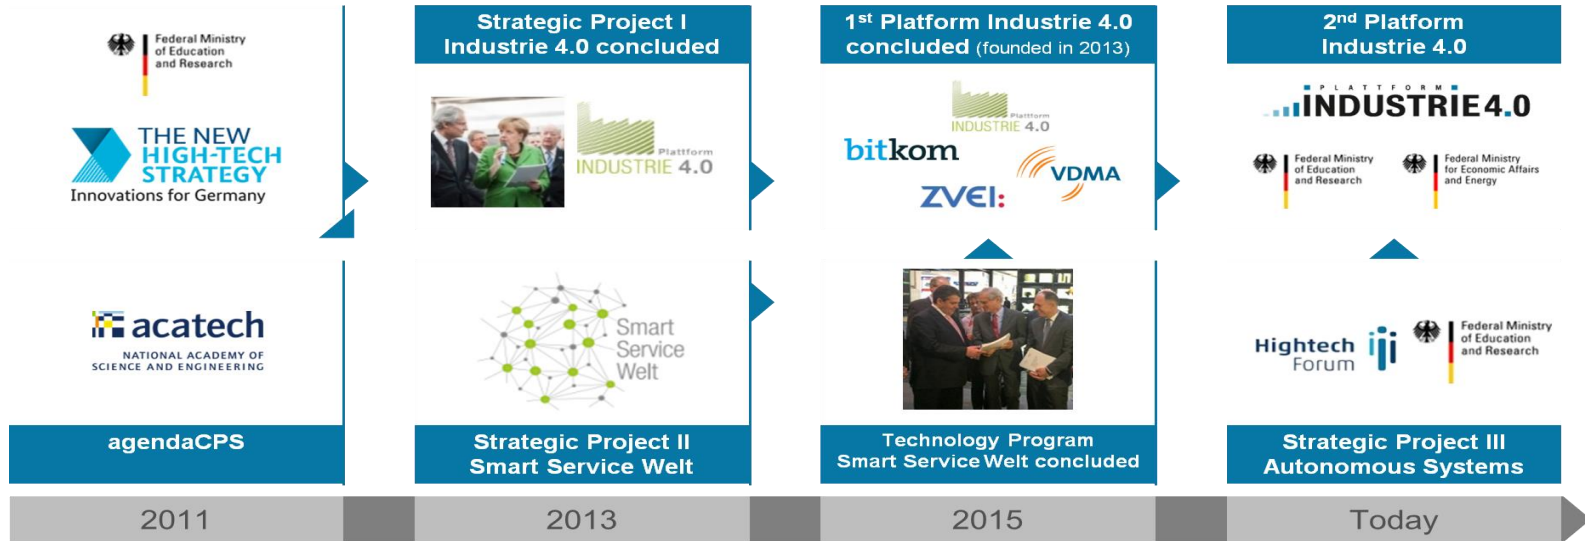 Federal Ministry
of Education
and Research
THE NEW
HIGH-TECH
STRATEGY
Innovations for Germany
acatech
NATIONAL ACADEMY OF
SCIENCE AND ENGINEERING
agendaCPS
Strategic Project I
Industrie 4.0 concluded
Plattform
INDUSTRIE 4.0
Smart
Service
Welt
Strategic Project II
Smart Service Welt
1st Platform Industrie 4.0
concluded (founded in 2013)
Plattform
INDUSTRIE 4.0
bitkom
VDMA
ZVEI:
Technology Program
Smart Service Welt concluded
2nd Platform
Industrie 4.0
PLATTFORM
INDUSTRIE4.0
Federal Ministry
of Education
and Research
Federal Ministry
for Economic Affairs
and Energy
Hightech
Forum
Federal Ministry
of Education
and Research
Strategic Project III
Autonomous Systems
2011
2013
2015
Today